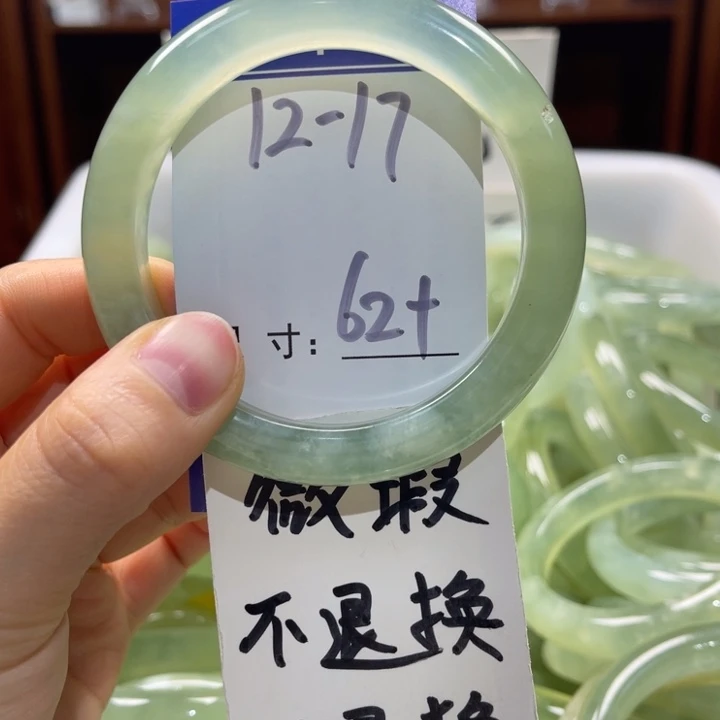 12-17
寸: 62+
微瑕
不退换